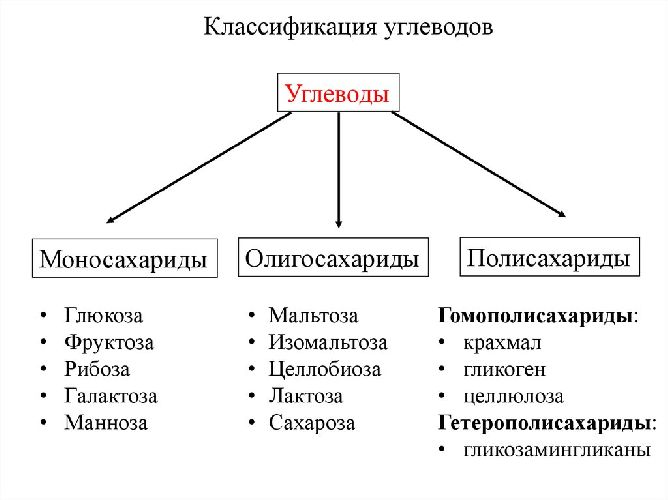 Классификация углеводов
Углеводы
Моносахариды
Олигосахариды
Полисахариды
• Глюкоза
• Фруктоза
• Рибоза
• Галактоза
• Манноза
• Мальтоза
• Изомальтоза
• Целлобиоза
• Лактоза
• Сахароза
Гомополисахариды:
• крахмал
• гликоген
• целлюлоза
Гетерополисахариды:
• гликозамингликаны